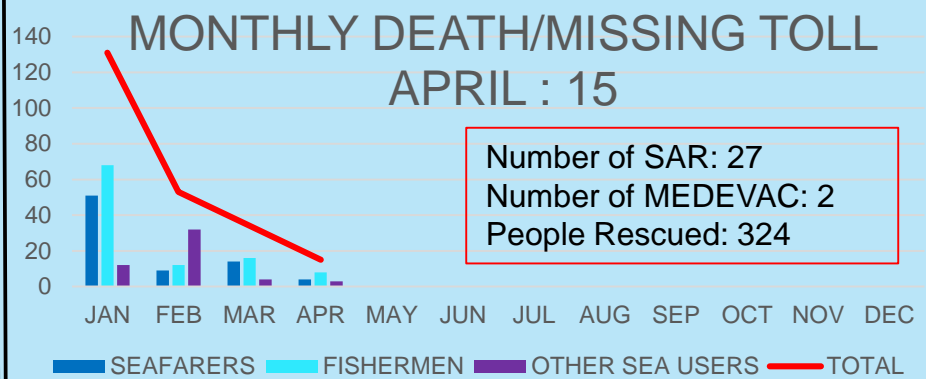 MONTHLY DEATH/MISSING TOLL
APRIL : 15
140
120
100
80
60
40
20
0
Number of SAR: 27
Number of MEDEVAC: 2
People Rescued: 324
JAN FEB MAR APR MAY JUN JUL AUG SEP OCT NOV DEC
SEAFARERS FISHERMEN OTHER SEA USERS TOTAL